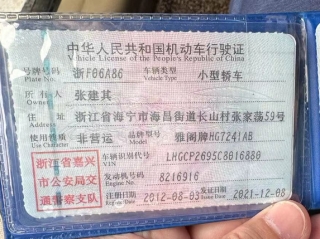 中华人民共和国机动车行驶证
Vehicle License of the People's Republic of China
号牌号码 浙F06A86 车辆类型 小型轿车
Plate No. Vehicle Type
所有人 张建其
Owner
住址 浙江省海宁市海昌街道长山村张家荡59号
Address
使用性质 非营运 品牌型号 雅阁牌HG7241AB
Use Character Model
浙江省嘉兴
市公安局交
通警察支队
车辆识别代号 LHGCP2695C8016880
VIN
发动机号码 8216916
Engine No.
注册日期 2012-08-03 发证日期 2021-12-08
Register Date Issue Date